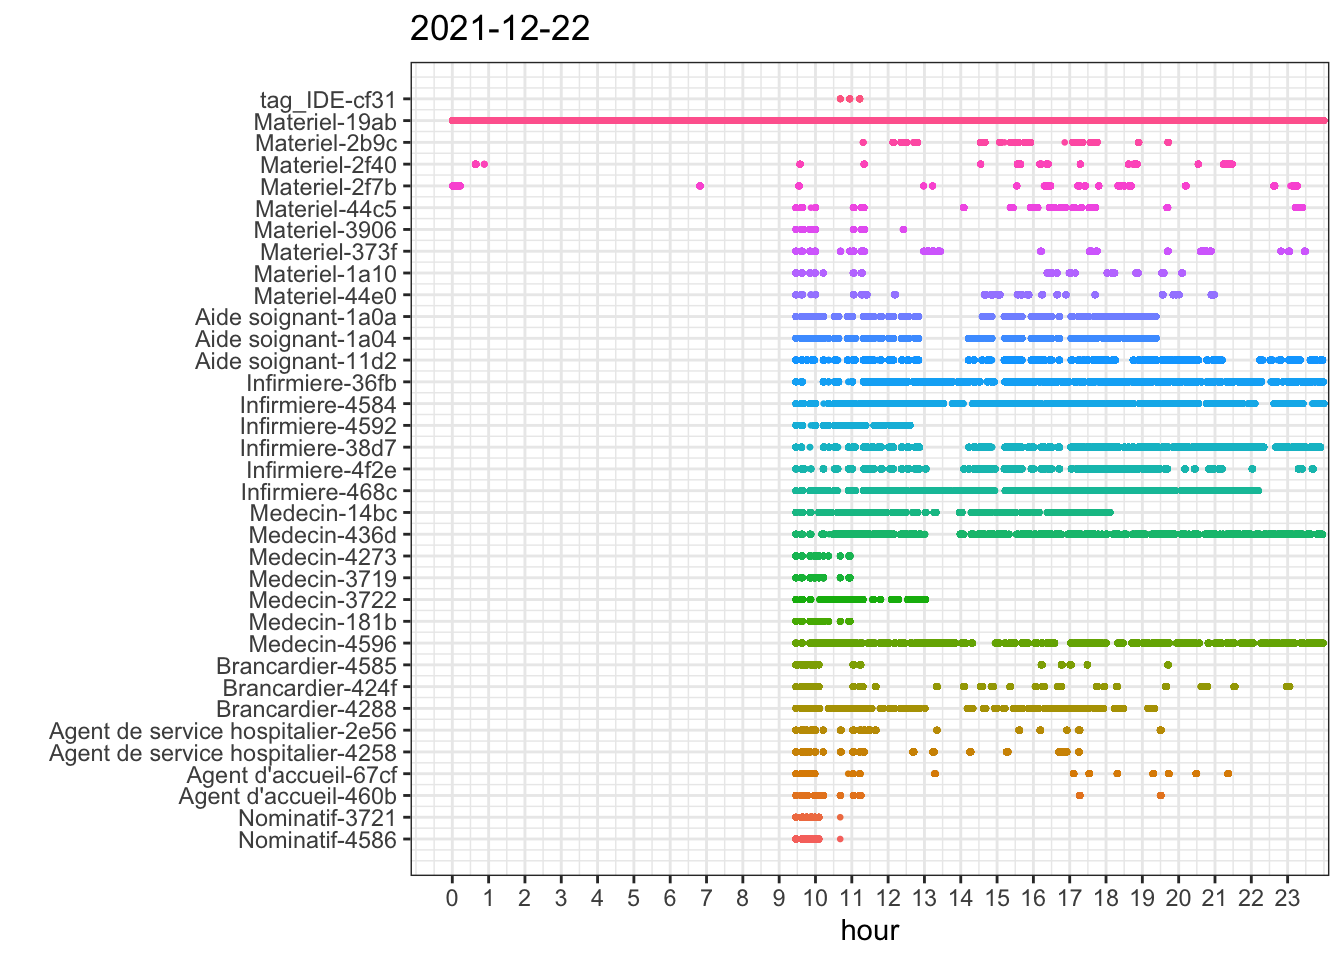 2021-12-22
tag_IDE-cf31
Materiel-19ab
Materiel-2b9c
Materiel-2f40
Materiel-2f7b
Materiel-44c5
Materiel-3906
Materiel-373f
Materiel-1a10
Materiel-44e0
Aide soignant-1a0a
Aide soignant-1a04
Aide soignant-11d2
Infirmiere-36fb
Infirmiere-4584
Infirmiere-4592
Infirmiere-38d7
Infirmiere-4f2e
Infirmiere-468c
Medecin-14bc
Medecin-436d
Medecin-4273
Medecin-3719
Medecin-3722
Medecin-181b
Medecin-4596
Brancardier-4585
Brancardier-424f
Brancardier-4288
Agent de service hospitalier-2e56
Agent de service hospitalier-4258
Agent d'accueil-67cf
Agent d'accueil-460b
Nominatif-3721
Nominatif-4586
0 1 2 3 4 5 6 7 8 9 10 11 12 13 14 15 16 17 18 19 20 21 22 23
hour